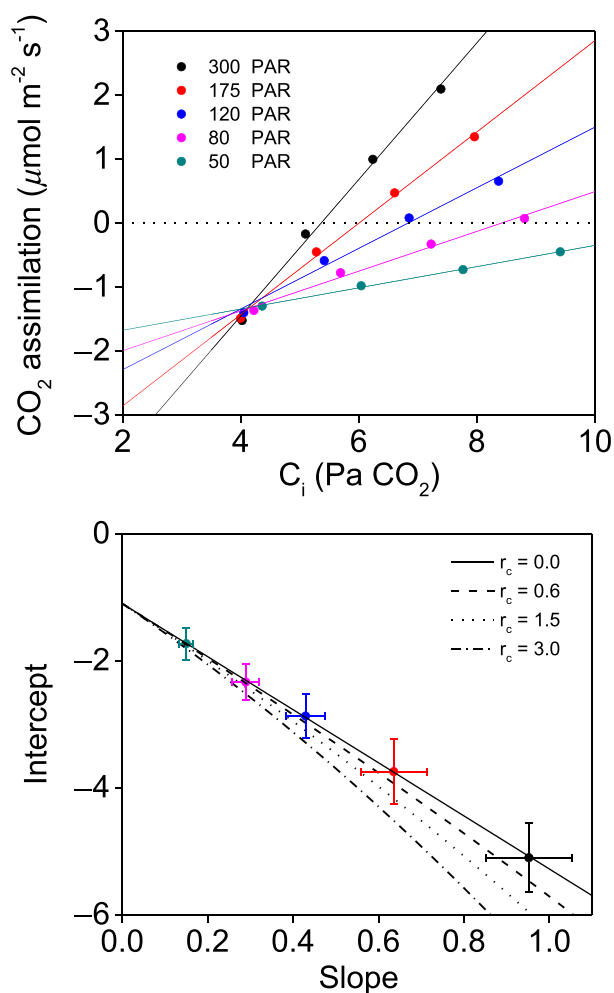 3
2
1
0
−1
−2
−3
CO2 assimilation (μmol m−2 s−1)
300 PAR
175 PAR
120 PAR
80 PAR
50 PAR
2 4 6 8 10
Ci (Pa CO2)
0
−2
−4
−6
Intercept
rc = 0.0
rc = 0.6
rc = 1.5
rc = 3.0
0.0 0.2 0.4 0.6 0.8 1.0
Slope